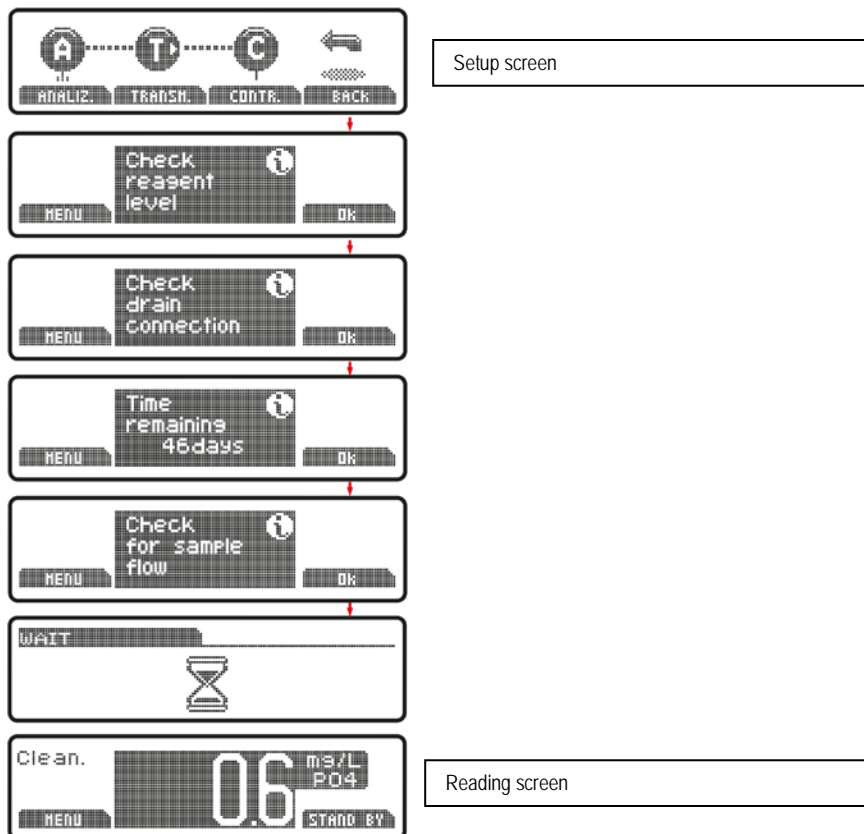 A T C
ANALIZ. TRANSM. CONTR. BACK
Setup screen
Check
reagent
level
MENU Ok
Check
drain
connection
MENU Ok
Time
remaining
46days
MENU Ok
Check
for sample
flow
MENU Ok
WAIT
Clean.
0.6 mg/L
PO4
MENU STAND BY
Reading screen